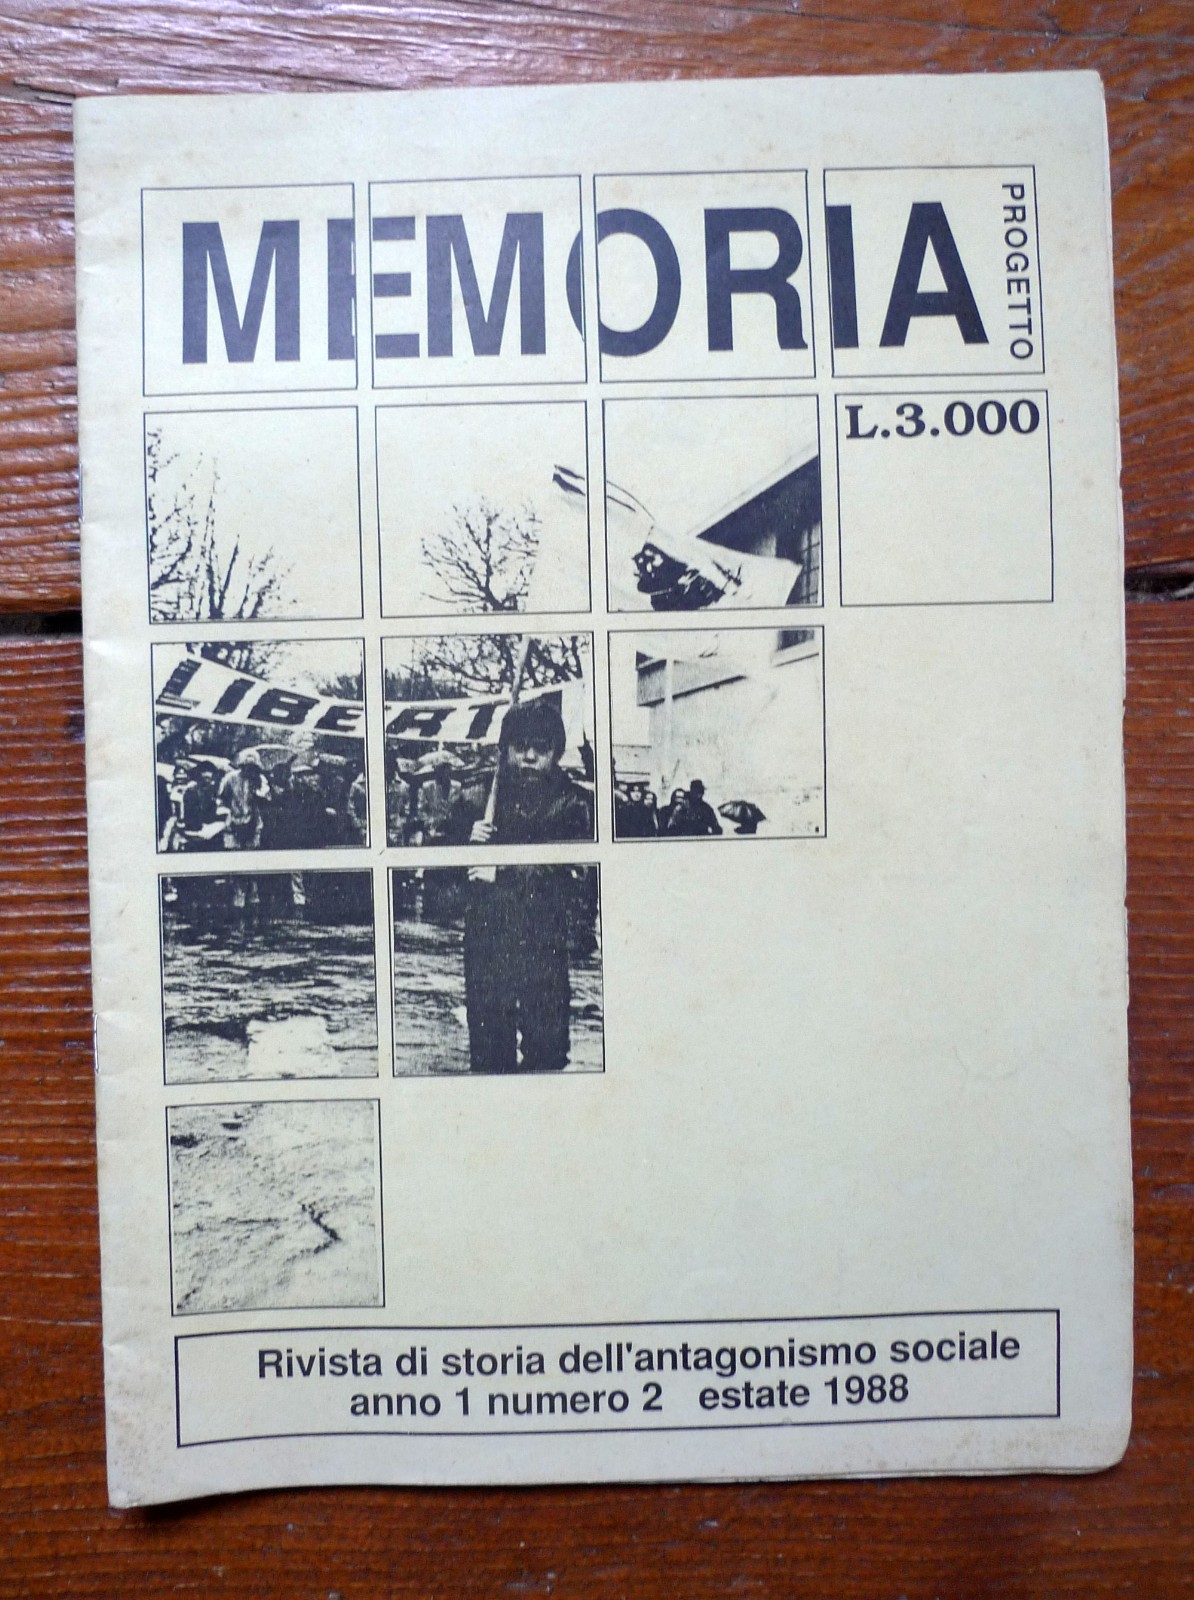 MEMORIA
PROGETTO
L.3.000
LIBERT
Rivista di storia dell'antagonismo sociale
anno 1 numero 2 estate 1988